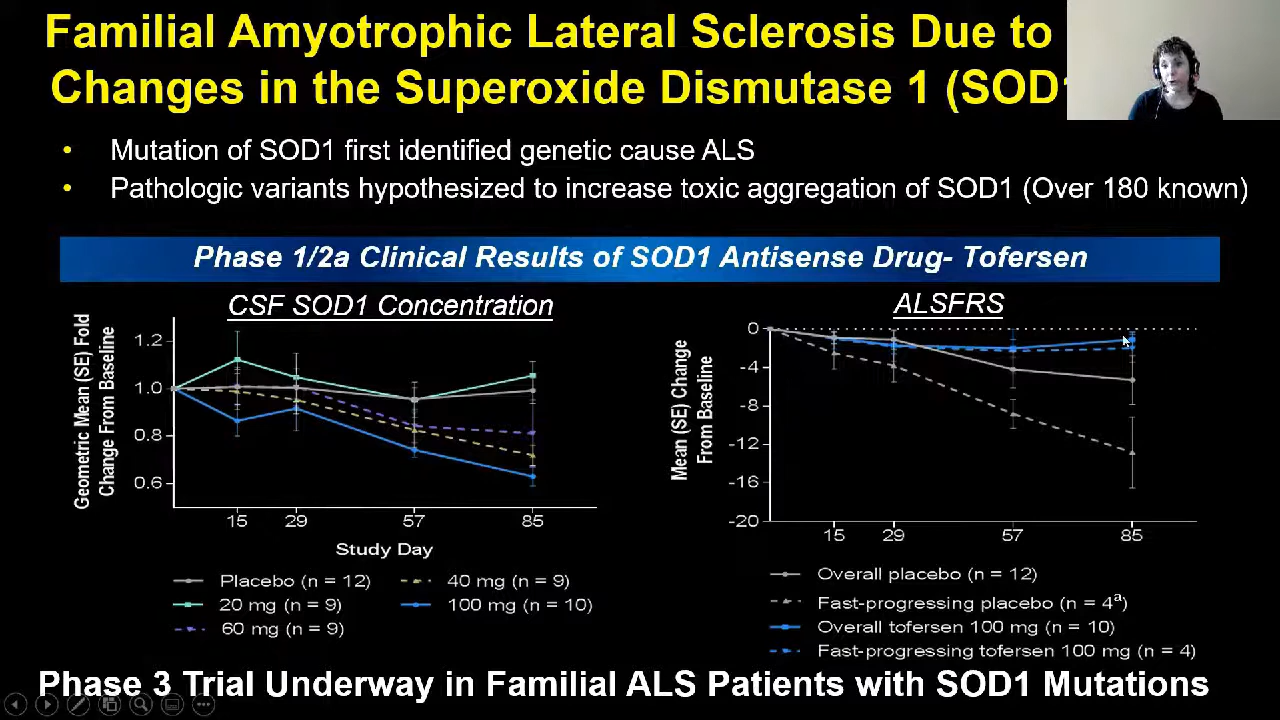 Familial Amyotrophic Lateral Sclerosis Due to
Changes in the Superoxide Dismutase 1 (SOD1
• Mutation of SOD1 first identified genetic cause ALS
• Pathologic variants hypothesized to increase toxic aggregation of SOD1 (Over 180 known)
Phase 1/2a Clinical Results of SOD1 Antisense Drug- Tofersen
CSF SOD1 Concentration
Geometric Mean (SE) Fold
Change From Baseline
1.2
1.0
0.8
0.6
15 29 57 85
Study Day
Placebo (n = 12)
20 mg (n = 9)
60 mg (n = 9)
40 mg (n = 9)
100 mg (n = 10)
ALSFRS
Mean (SE) Change
From Baseline
0
-4
-8
-12
-16
-20
15 29 57 85
Overall placebo (n = 12)
Fast-progressing placebo (n = 4ª)
Overall tofersen 100 mg (n = 10)
Fast-progressing tofersen 100 mg (n = 4)
Phase 3 Trial Underway in Familial ALS Patients with SOD1 Mutations